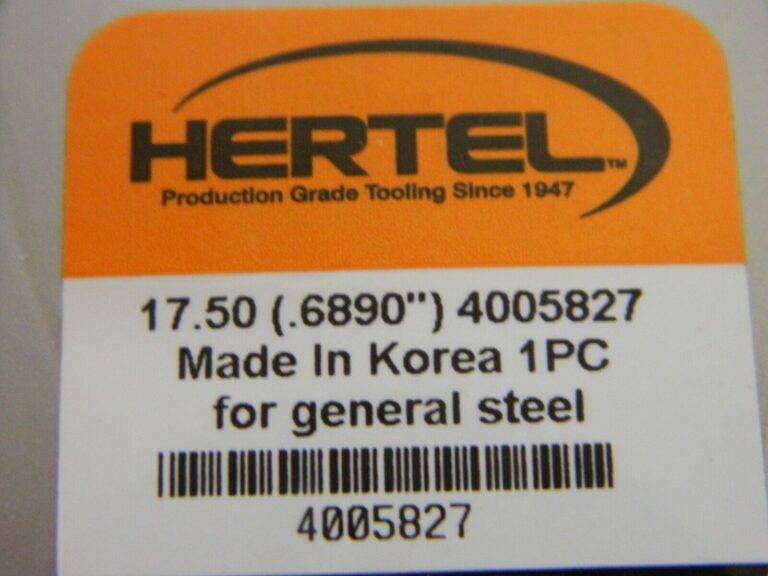 HERTEL™
Production Grade Tooling Since 1947
17.50 (.6890") 4005827
Made In Korea 1PC
for general steel
4005827